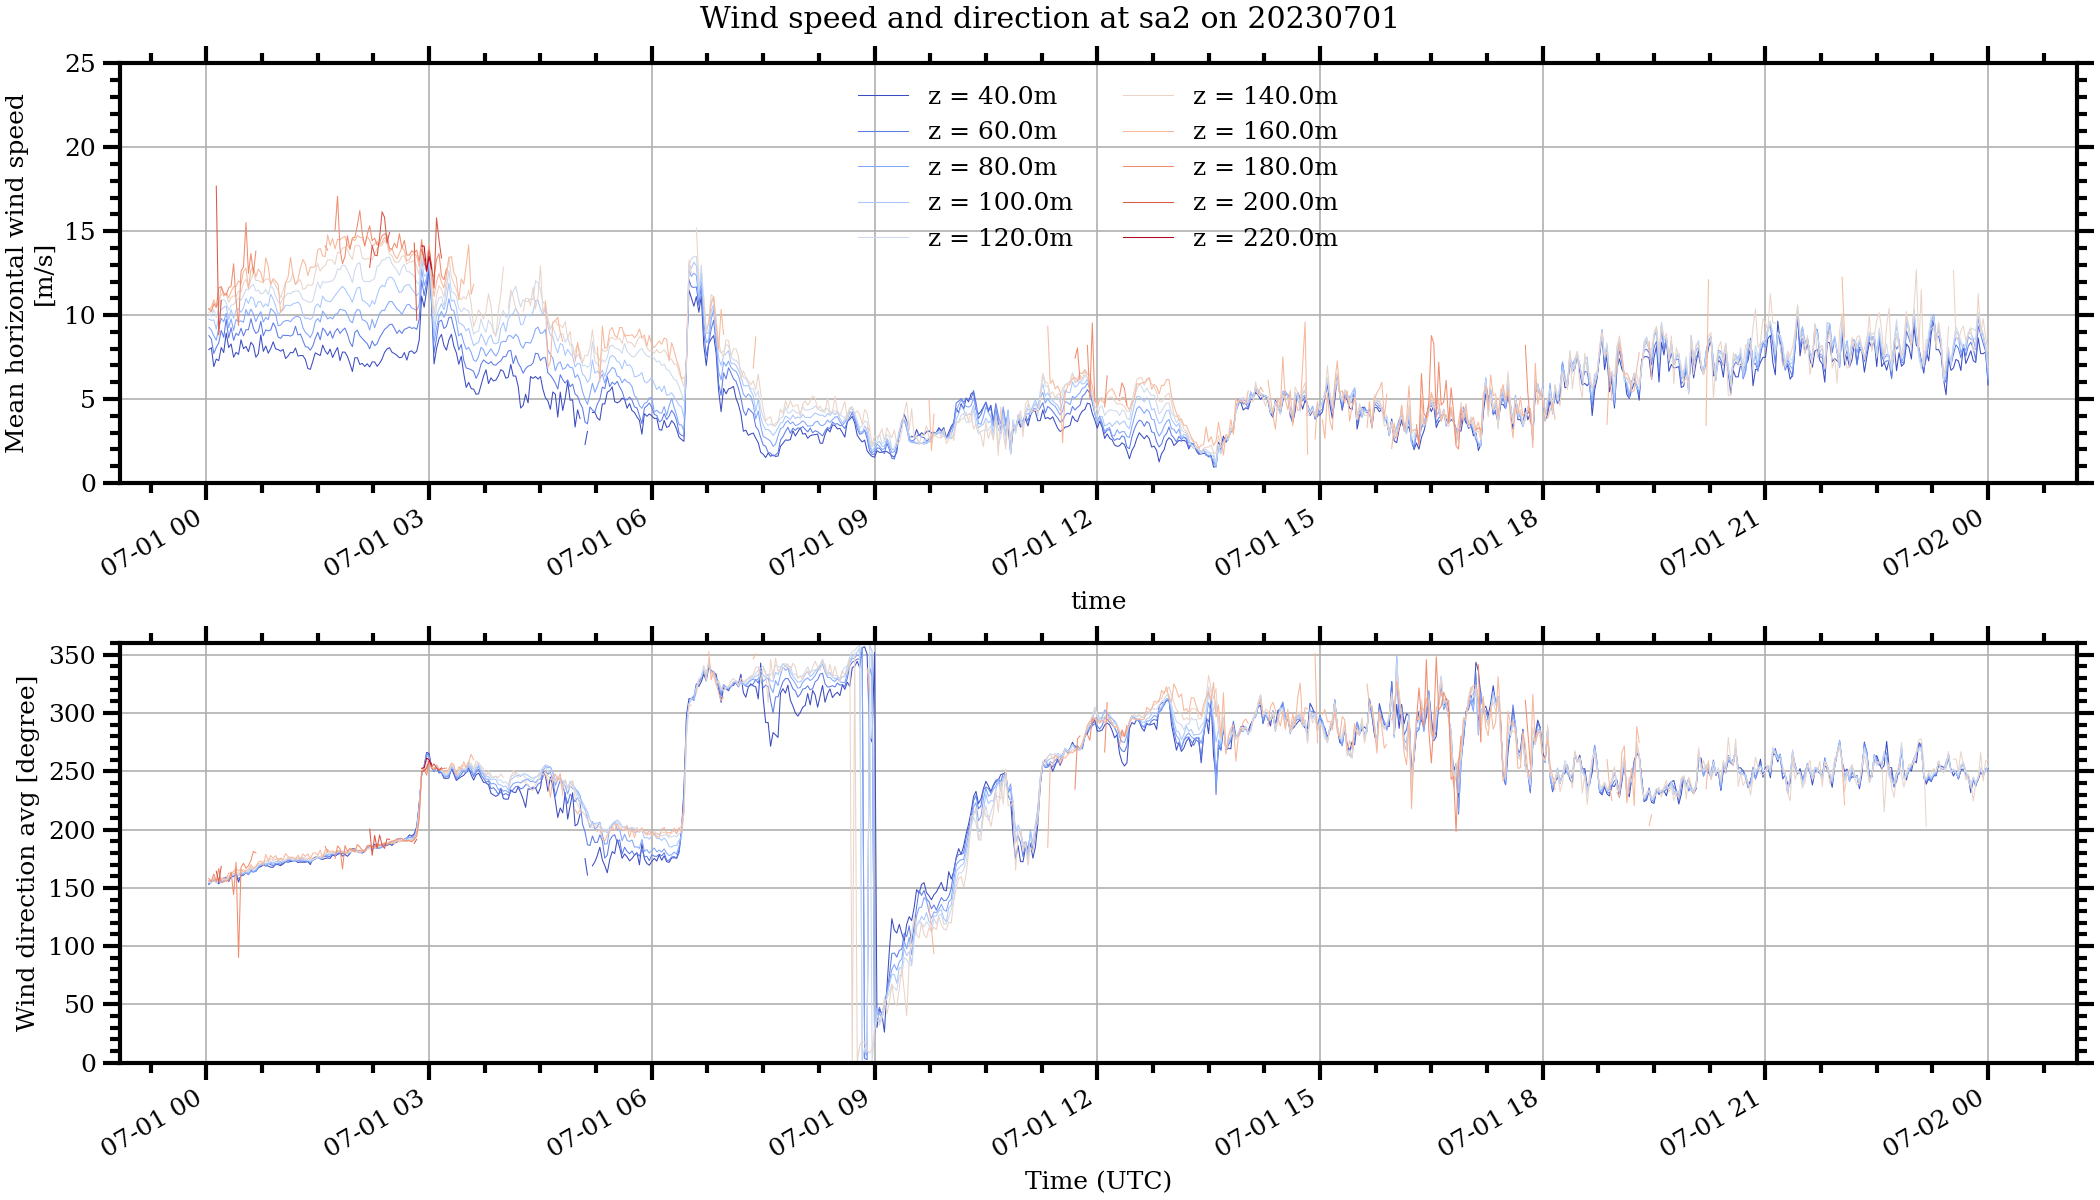 Wind speed and direction at sa2 on 20230701
Mean horizontal wind speed
[m/s]
25
20
15
10
5
0
z = 40.0m
z = 60.0m
z = 80.0m
z = 100.0m
z = 120.0m
z = 140.0m
z = 160.0m
z = 180.0m
z = 200.0m
z = 220.0m
07-01 00
07-01 03
07-01 06
07-01 09
07-01 12
07-01 15
07-01 18
07-01 21
07-02 00
time
Wind direction avg [degree]
350
300
250
200
150
100
50
0
07-01 00
07-01 03
07-01 06
07-01 09
07-01 12
07-01 15
07-01 18
07-01 21
07-02 00
Time (UTC)